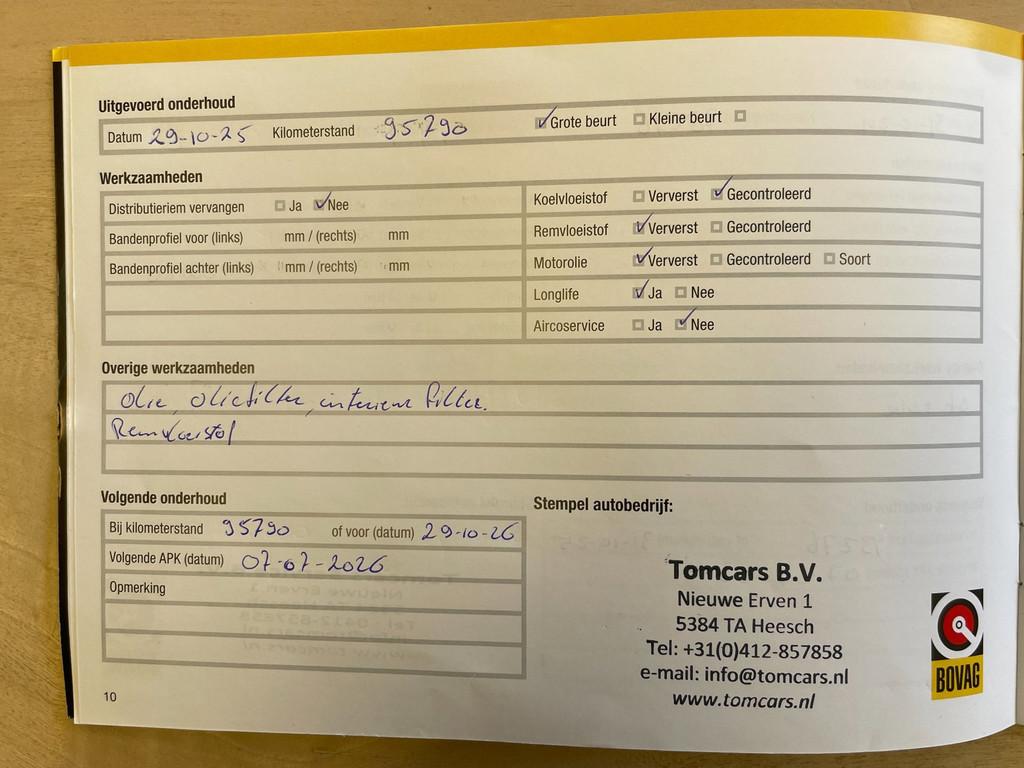 Uitgevoerd onderhoud
Datum 29-10-25 Kilometerstand 95790 Grote beurt Kleine beurt
Werkzaamheden
Distributieriem vervangen Ja Nee
Bandenprofiel voor (links) mm / (rechts) mm
Bandenprofiel achter (links) mm / (rechts) mm
Koelvloeistof Ververst Gecontroleerd
Remvloeistof Ververst Gecontroleerd
Motorolie Ververst Gecontroleerd Soort
Longlife Ja Nee
Aircoservice Ja Nee
Overige werkzaamheden
Olie, oliefilter, interieur filter.
Remvloeistof
Volgende onderhoud
Bij kilometerstand 95790 of voor (datum) 29-10-26
Volgende APK (datum) 07-07-2026
Opmerking
10
Stempel autobedrijf:
Tomcars B.V.
Nieuwe Erven 1
5384 TA Heesch
Tel: +31(0)412-857858
e-mail: info@tomcars.nl
www.tomcars.nl
BOVAG